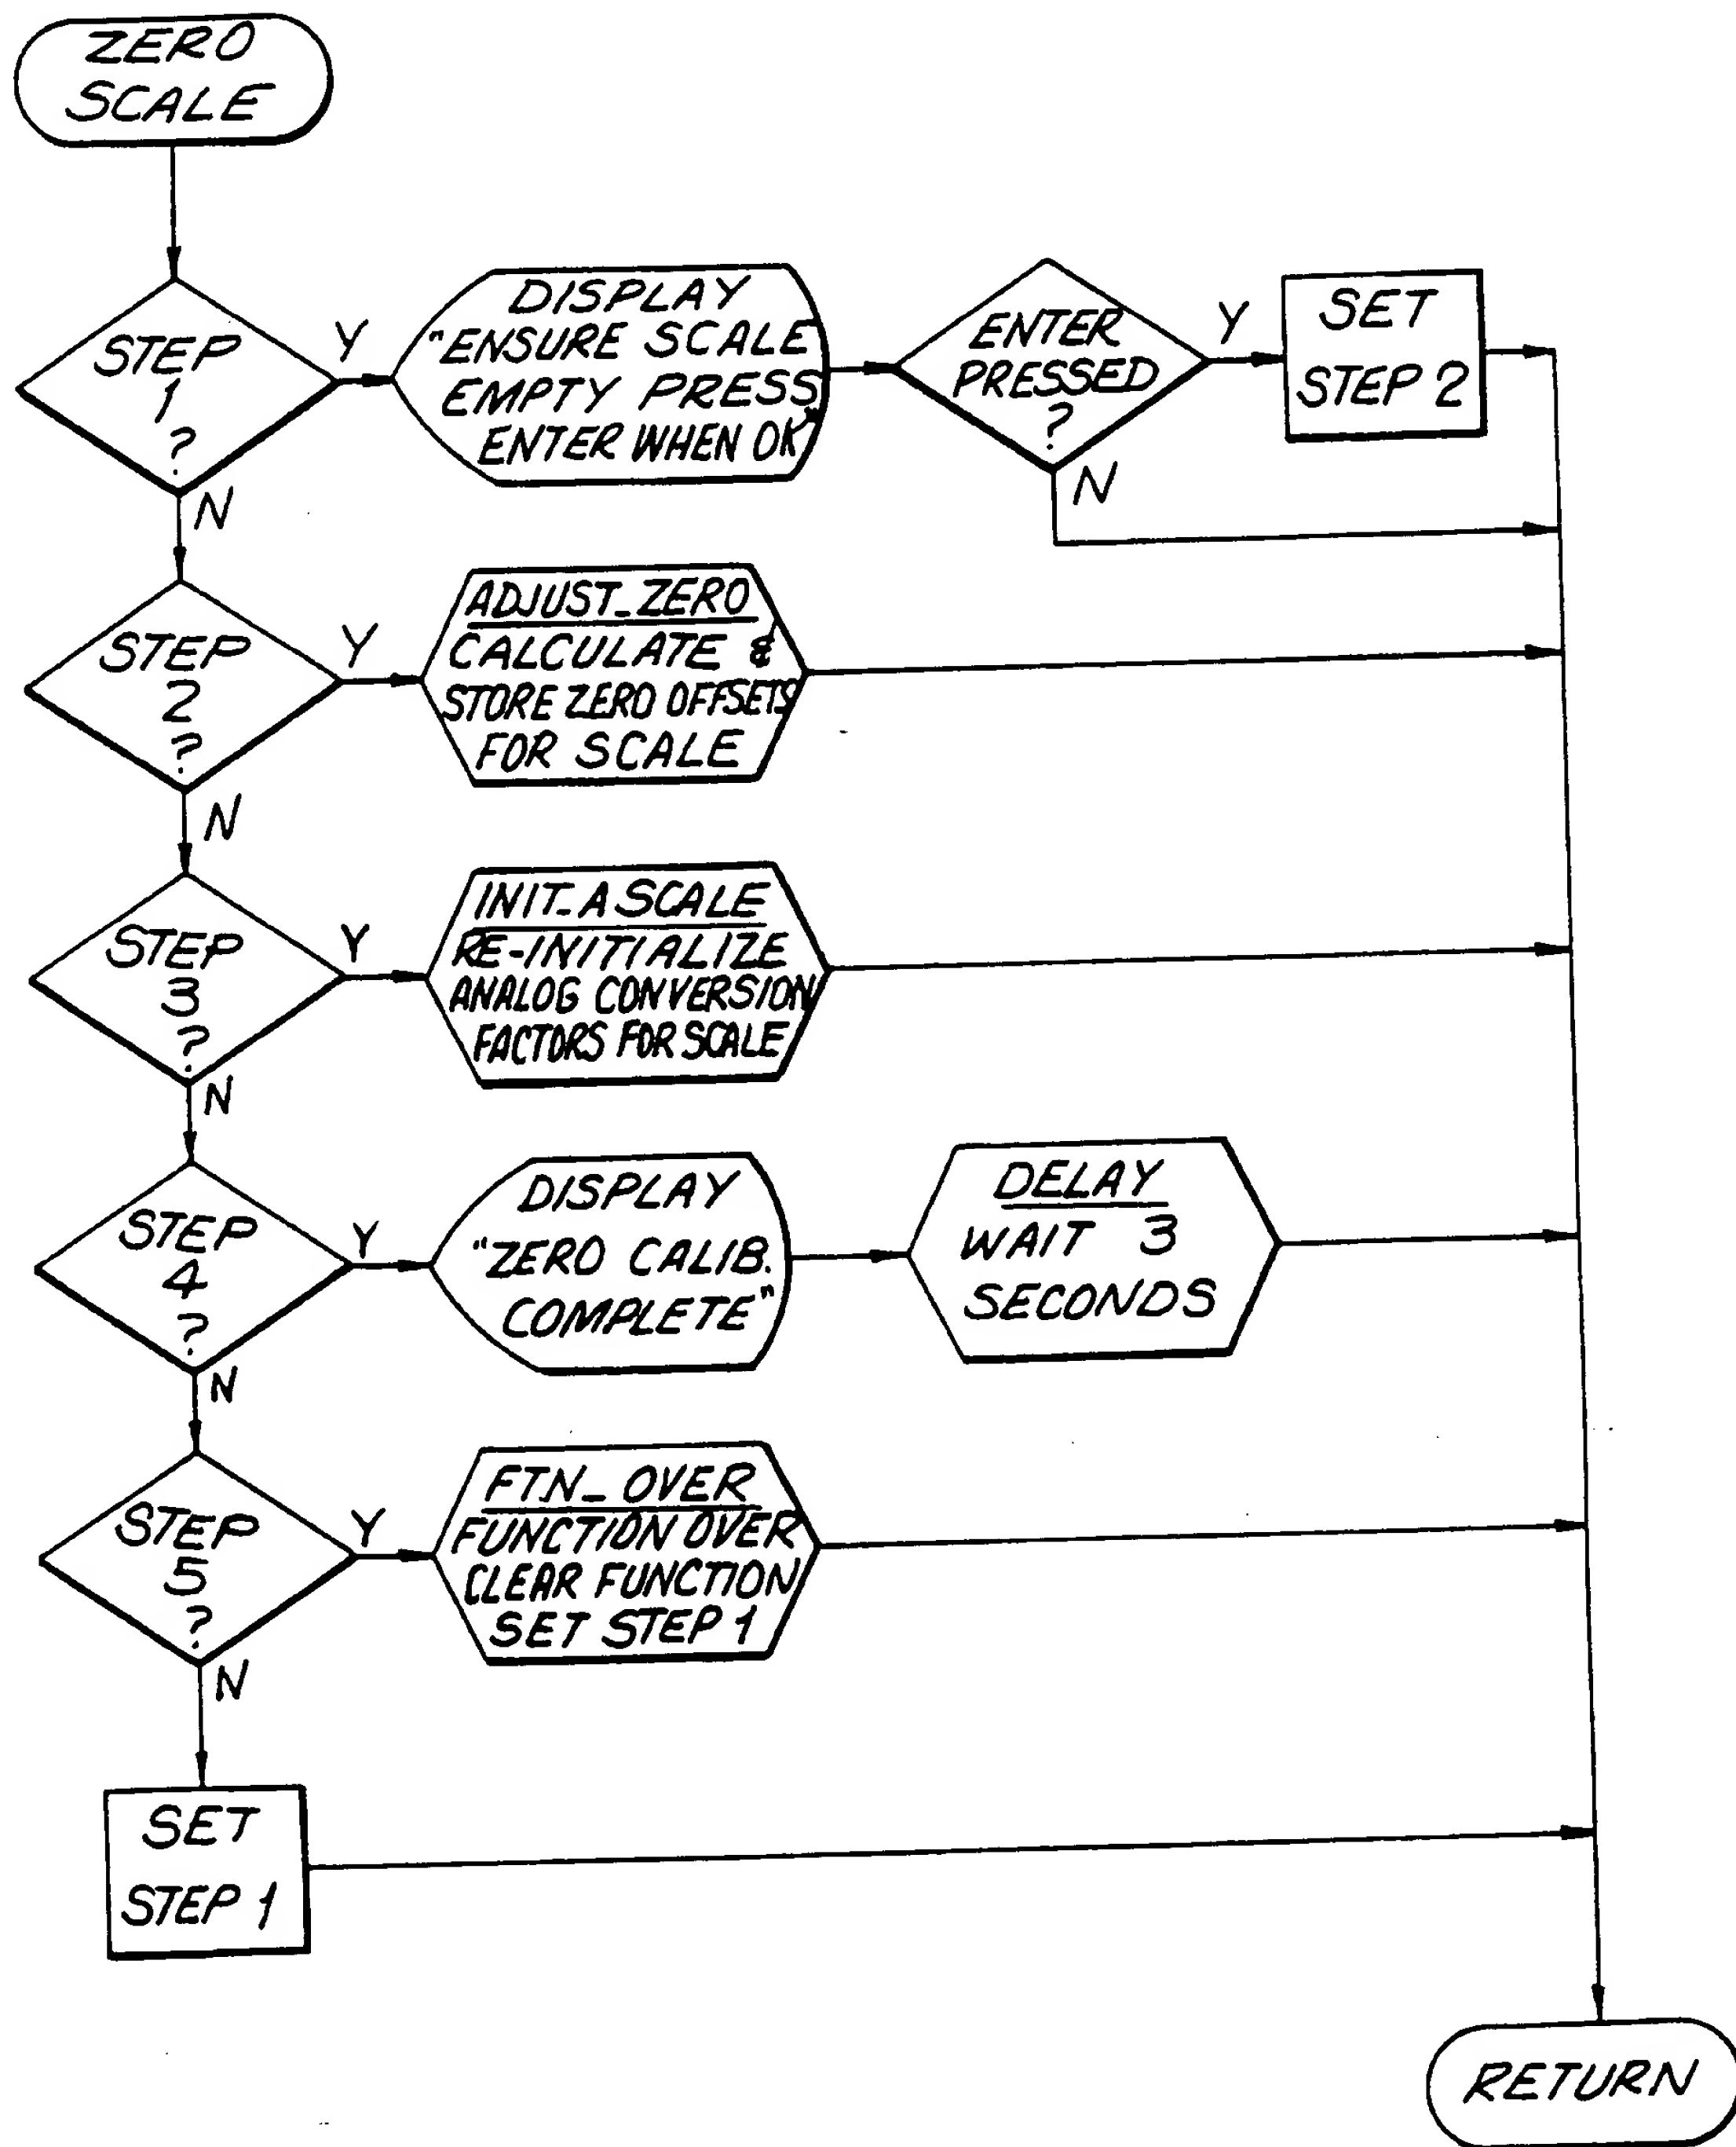 ZERO
SCALE
STEP
1
?
Y
DISPLAY
"ENSURE SCALE
EMPTY PRESS
ENTER WHEN OK"
ENTER
PRESSED
?
Y
SET
STEP 2
N
N
STEP
2
?
Y
ADJUST_ZERO
CALCULATE &
STORE ZERO OFFSETS
FOR SCALE
N
STEP
3
?
Y
INIT_A SCALE
RE-INITIALIZE
ANALOG CONVERSION
FACTORS FOR SCALE
N
STEP
4
?
Y
DISPLAY
"ZERO CALIB.
COMPLETE"
DELAY
WAIT 3
SECONDS
N
STEP
5
?
Y
FTN_OVER
FUNCTION OVER
CLEAR FUNCTION
SET STEP 1
N
SET
STEP 1
RETURN